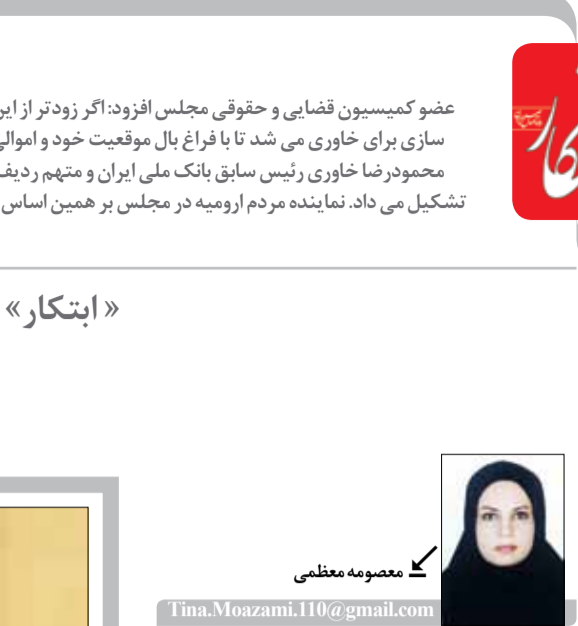 عضو کمیسیون قضایی و حقوقی مجلس افزود: اگر زودتر از این
سازی برای خاوری می شد تا با فراغ بال موقعیت خود و اموال
محمودرضا خاوری رئیس سابق بانک ملی ایران و متهم ردیف
تشکیل می داد. نماینده مردم ارومیه در مجلس بر همین اساس
« ابتکار »
معصومه معظمی
Tina.Moazami.110@gmail.com